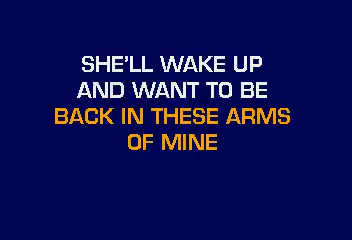 SHE'LL WAKE UP
AND WANT TO BE
BACK IN THESE ARMS
OF MINE